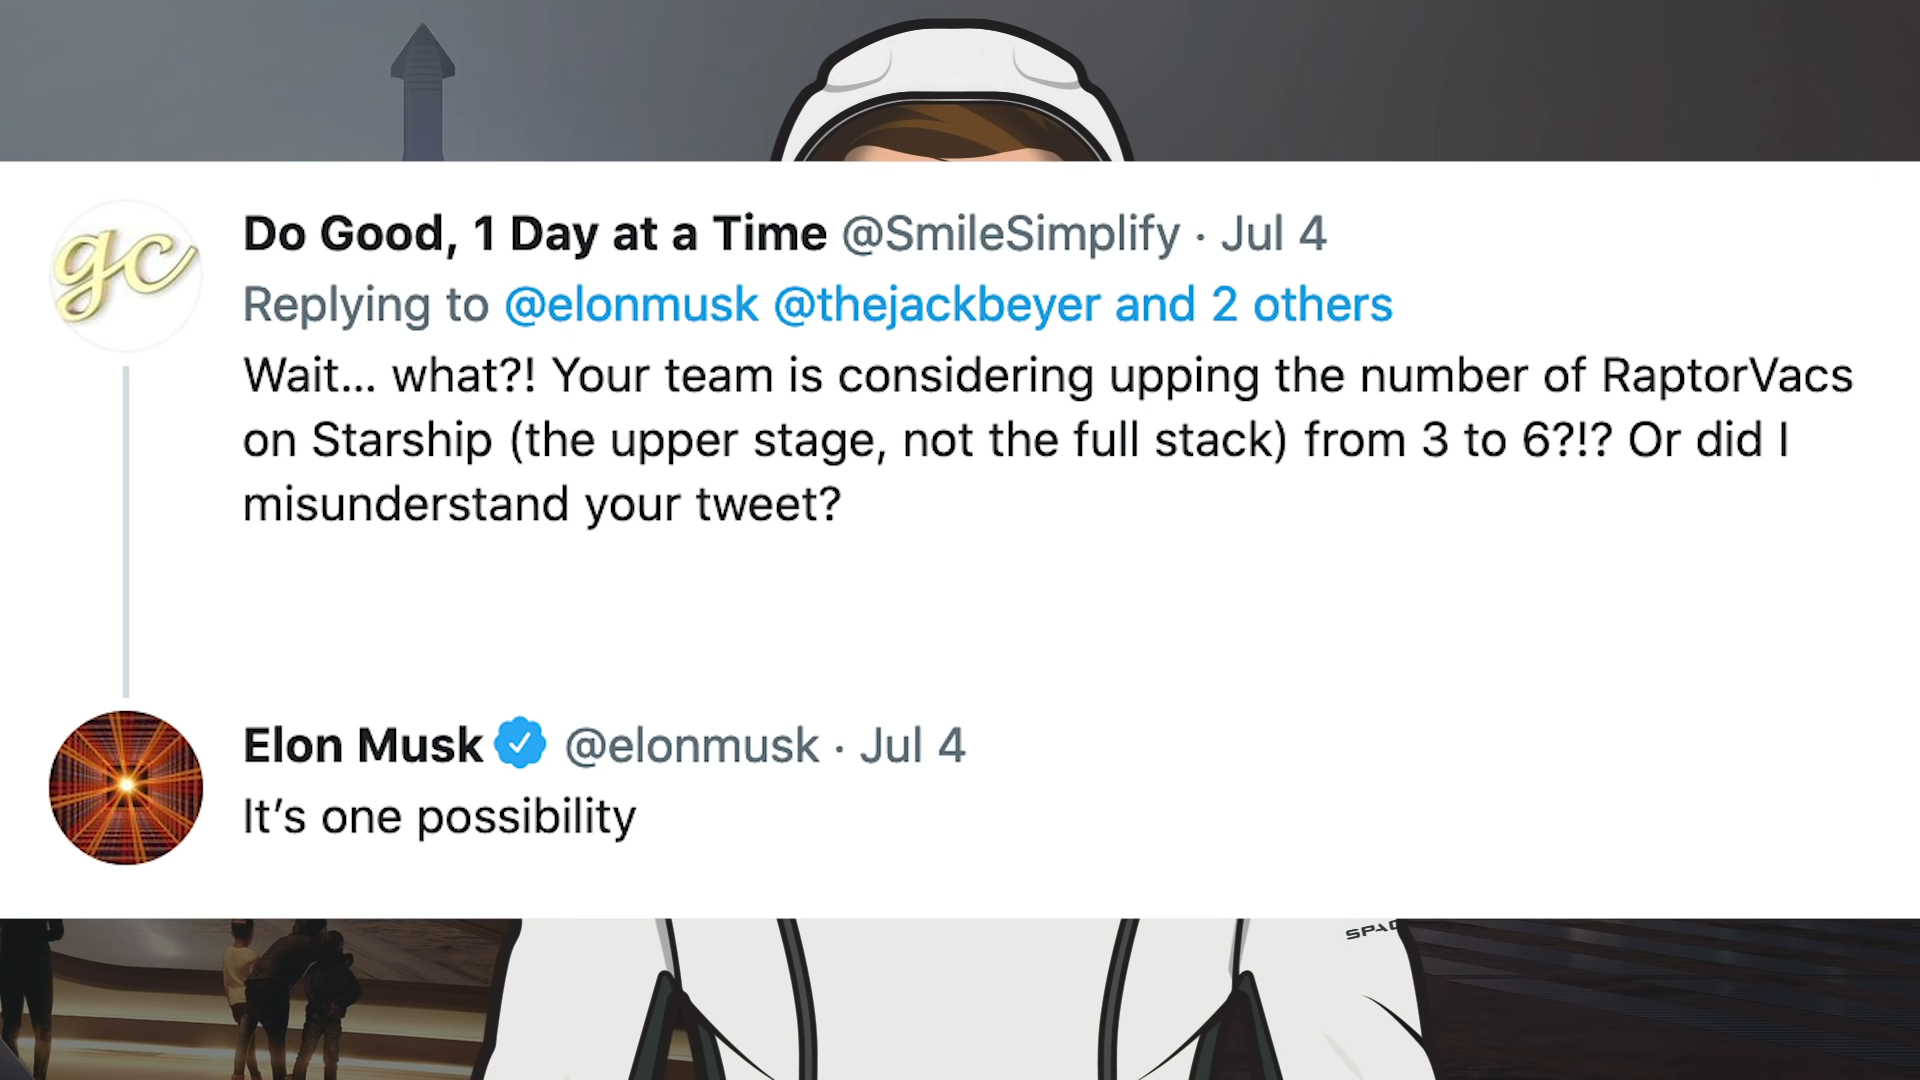 gc
Do Good, 1 Day at a Time @SmileSimplify · Jul 4
Replying to @elonmusk @thejackbeyer and 2 others
Wait... what?! Your team is considering upping the number of RaptorVacs
on Starship (the upper stage, not the full stack) from 3 to 6?!? Or did I
misunderstand your tweet?
Elon Musk @elonmusk · Jul 4
It’s one possibility
SPAC